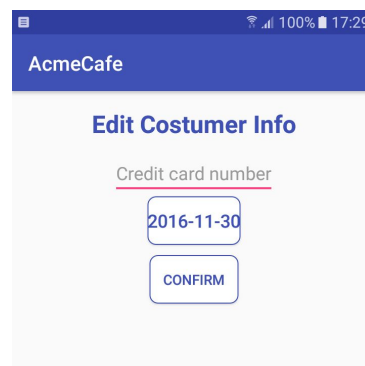 100% 17:29
AcmeCafe
Edit Costumer Info
Credit card number
2016-11-30
CONFIRM